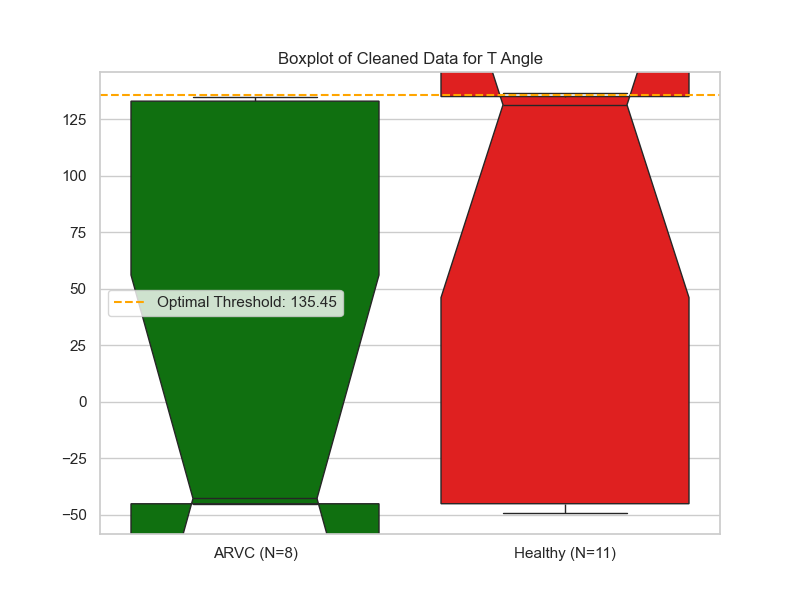 Boxplot of Cleaned Data for T Angle
125
100
75
50
25
0
−25
−50
Optimal Threshold: 135.45
ARVC (N=8)
Healthy (N=11)